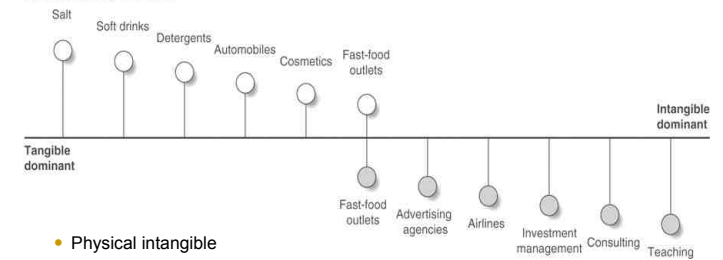 Salt
Soft drinks
Detergents
Automobiles
Cosmetics
Fast-food
outlets
Intangible
dominant
Tangible
dominant
Fast-food
outlets
Advertising
agencies
Airlines
Investment
management
Consulting
Teaching
• Physical intangible